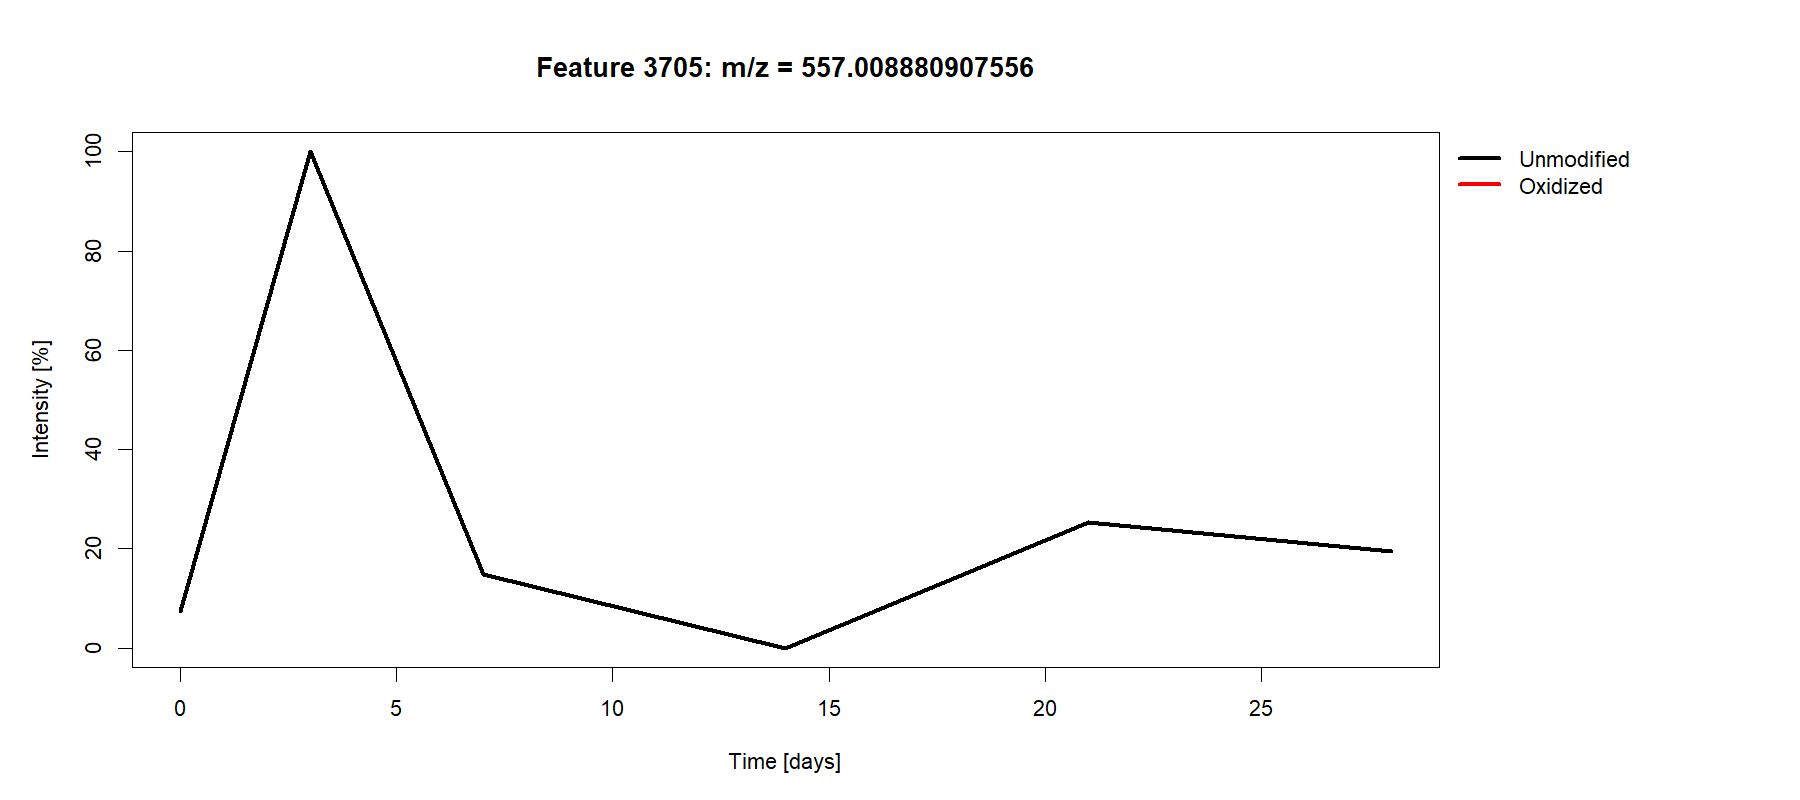 Feature 3705: m/z = 557.008880907556
Unmodified
Oxidized
Intensity [%]
100
80
60
40
20
0
0 5 10 15 20 25
Time [days]